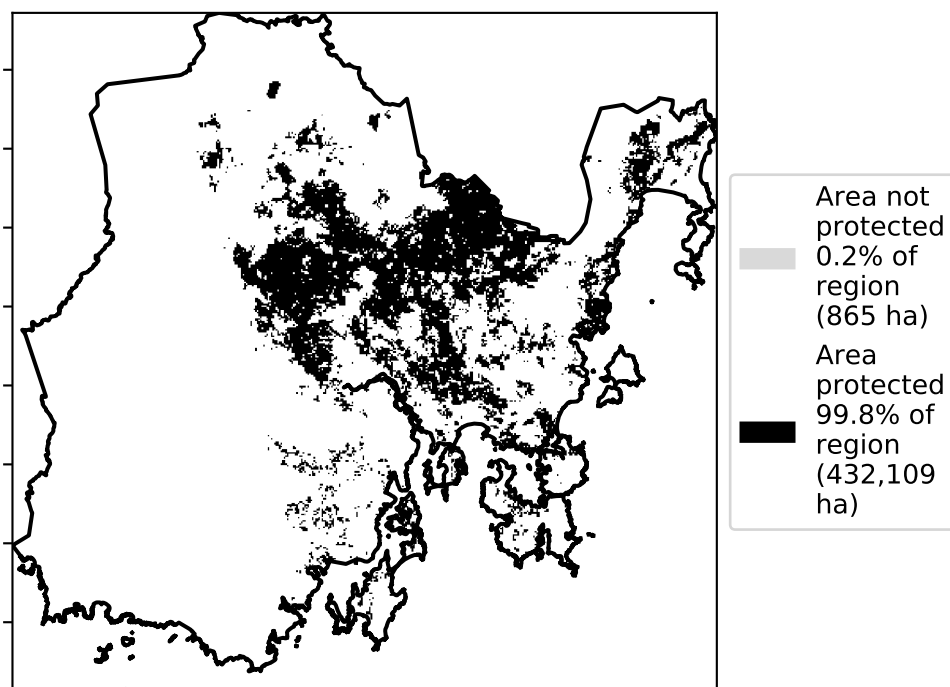 Area not
protected
0.2% of
region
(865 ha)
Area
protected
99.8% of
region
(432,109
ha)